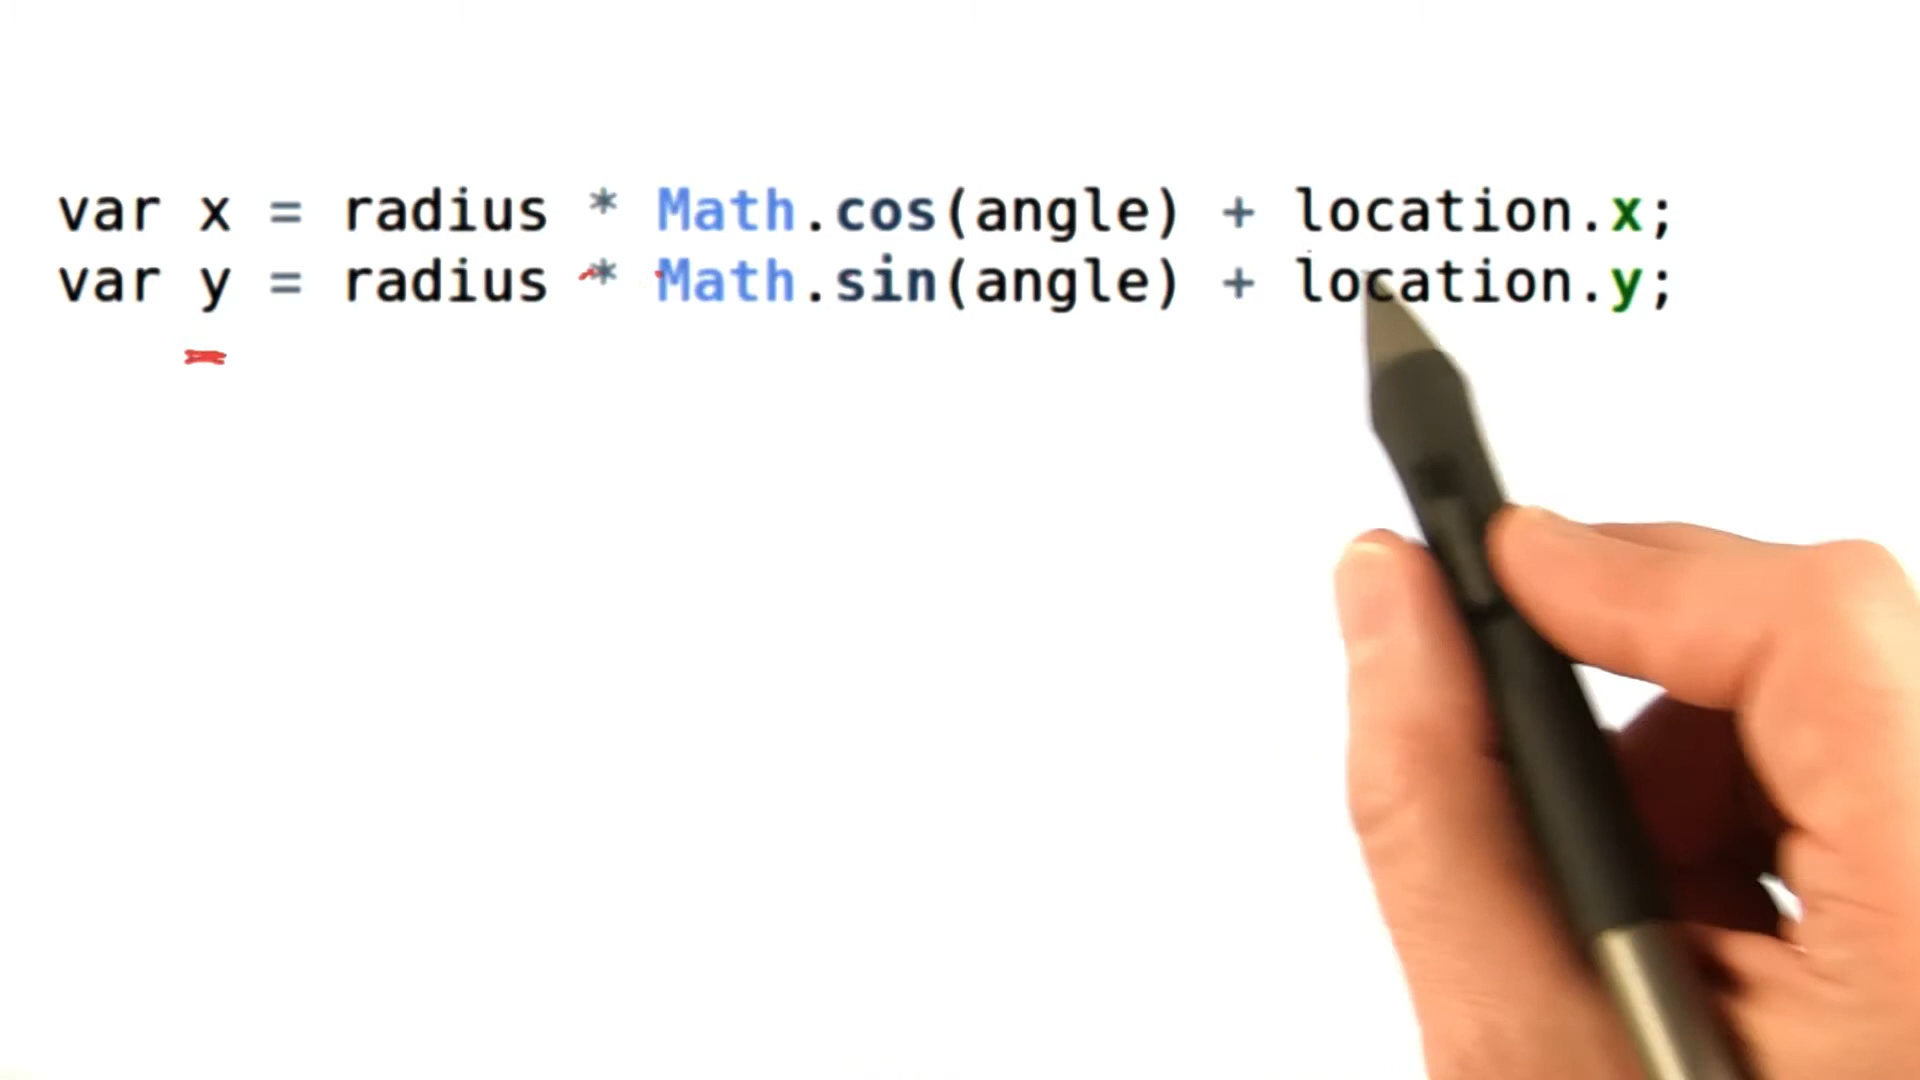 var x = radius * Math.cos(angle) + location.x;
var y = radius * Math.sin(angle) + location.y;